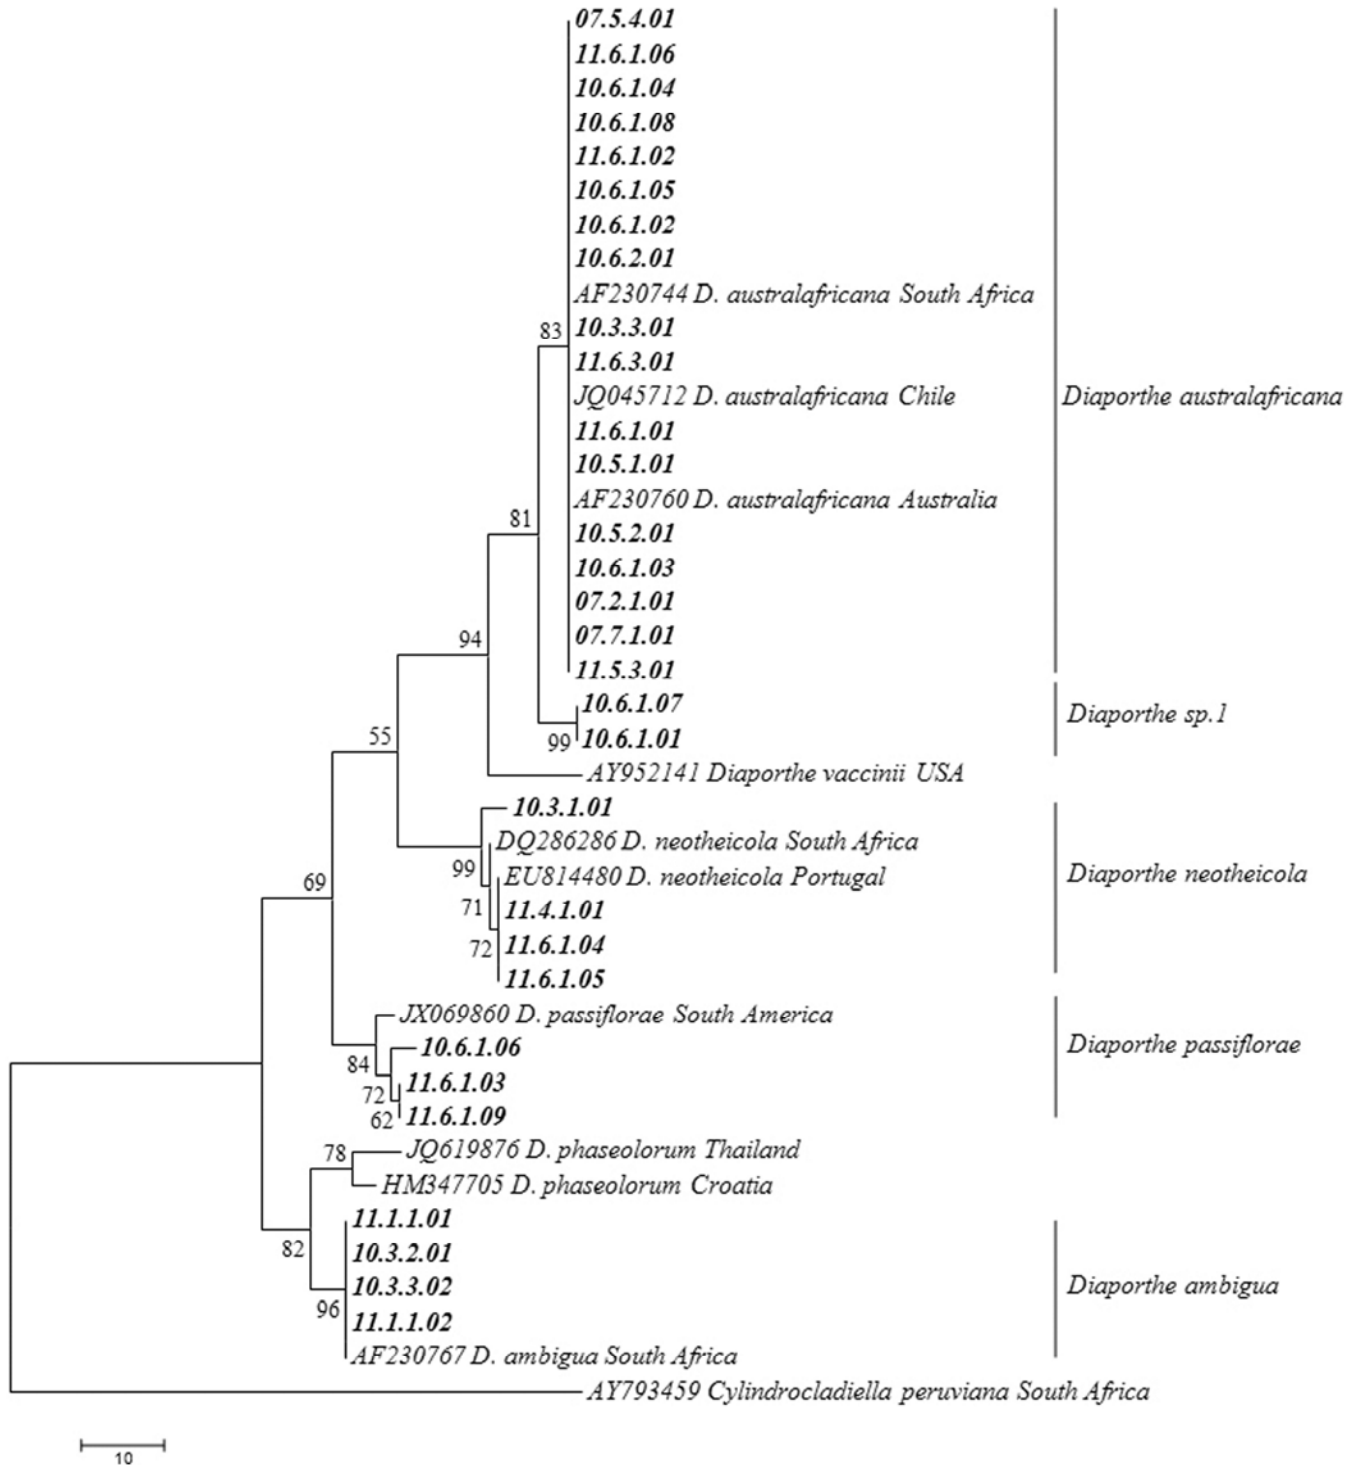 07.5.4.01
11.6.1.06
10.6.1.04
10.6.1.08
11.6.1.02
10.6.1.05
10.6.1.02
10.6.2.01
AF230744 D. australafricana South Africa
83
10.3.3.01
11.6.3.01
JQ045712 D. australafricana Chile
Diaporthe australafricana
11.6.1.01
10.5.1.01
AF230760 D. australafricana Australia
81
10.5.2.01
10.6.1.03
07.2.1.01
07.7.1.01
94
11.5.3.01
10.6.1.07
Diaporthe sp.1
55
99
10.6.1.01
AY952141 Diaporthe vaccinii USA
10.3.1.01
DQ286286 D. neotheicola South Africa
99
EU814480 D. neotheicola Portugal
Diaporthe neotheicola
69
71
11.4.1.01
72
11.6.1.04
11.6.1.05
JX069860 D. passiflorae South America
10.6.1.06
Diaporthe passiflorae
84
11.6.1.03
72
62
11.6.1.09
78
JQ619876 D. phaseolorum Thailand
HM347705 D. phaseolorum Croatia
11.1.1.01
82
10.3.2.01
10.3.3.02
Diaporthe ambigua
96
11.1.1.02
AF230767 D. ambigua South Africa
AY793459 Cylindrocladiella peruviana South Africa
10